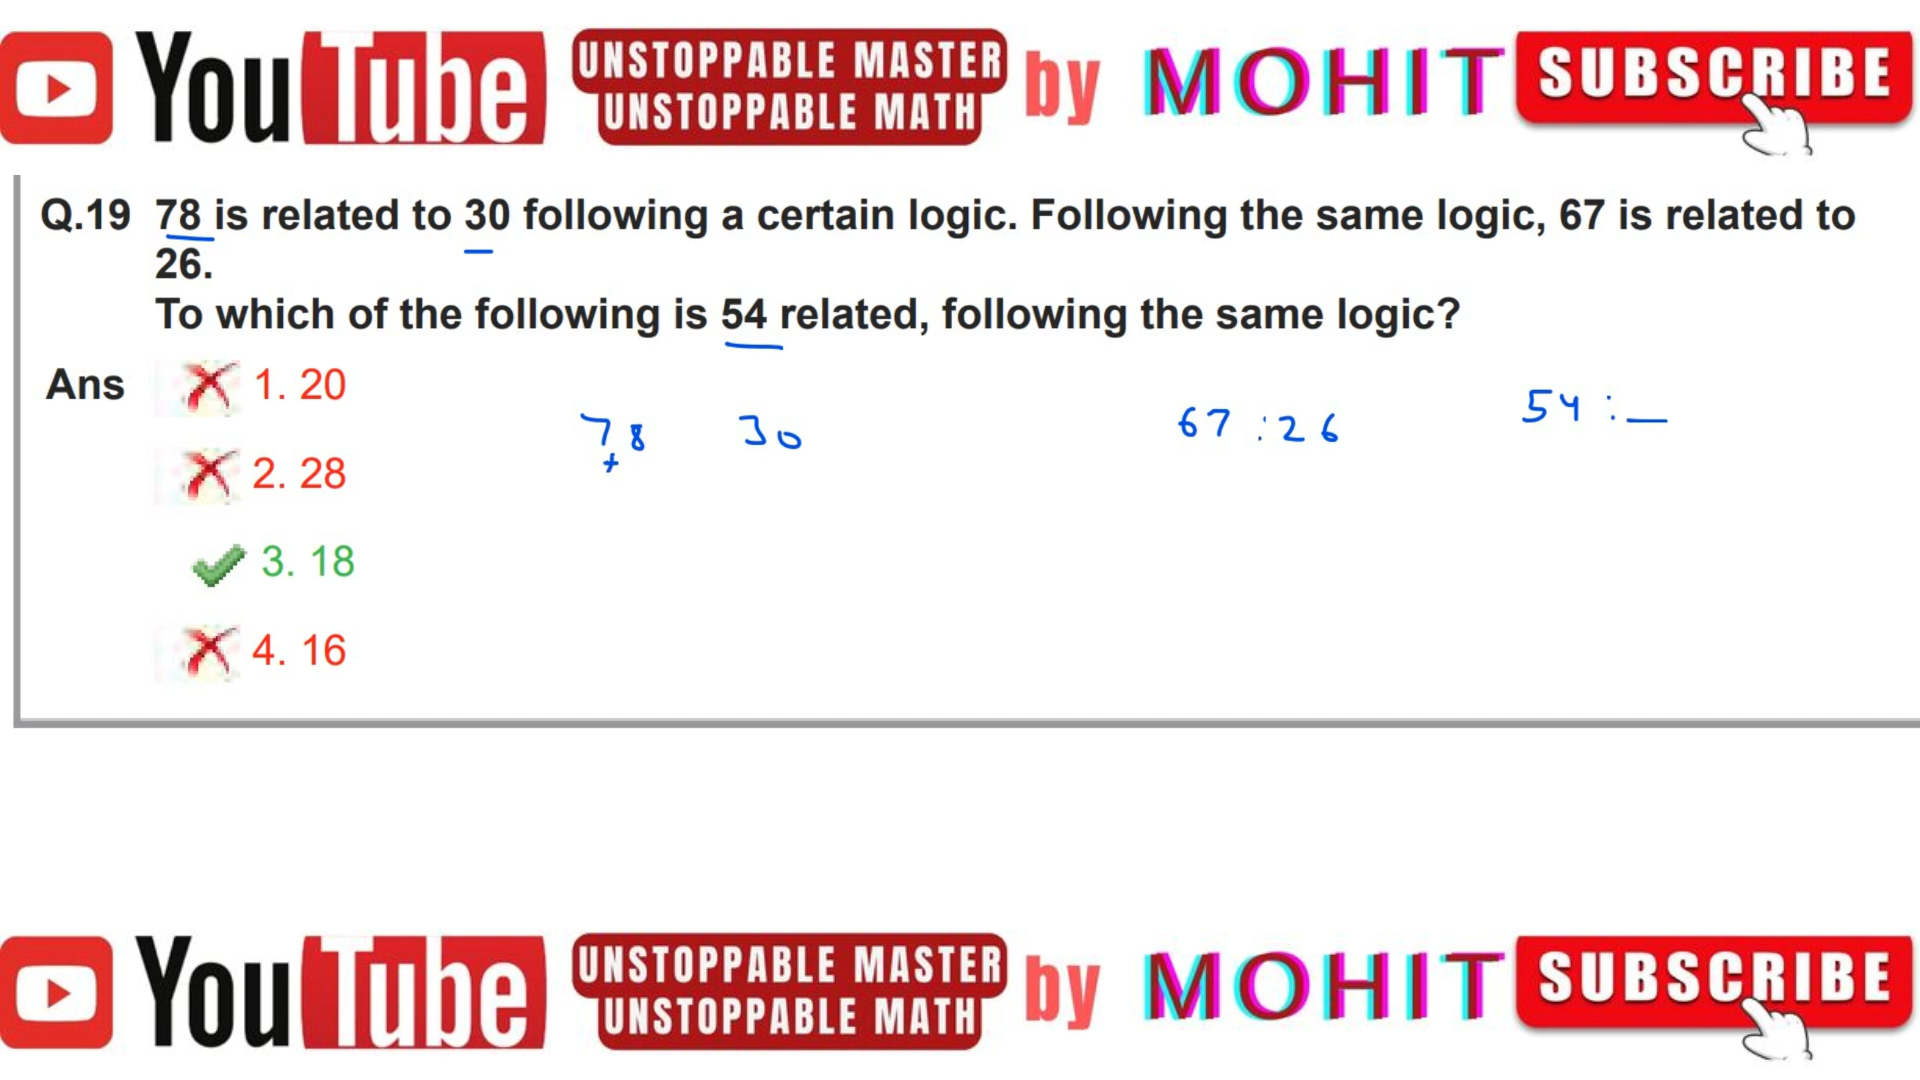 YouTube UNSTOPPABLE MASTER UNSTOPPABLE MATH by MOHIT SUBSCRIBE
Q.19 78 is related to 30 following a certain logic. Following the same logic, 67 is related to
26.
To which of the following is 54 related, following the same logic?
Ans 1. 20
78 + 30 67 : 26 54 : _
2. 28
3. 18
4. 16
YouTube UNSTOPPABLE MASTER UNSTOPPABLE MATH by MOHIT SUBSCRIBE